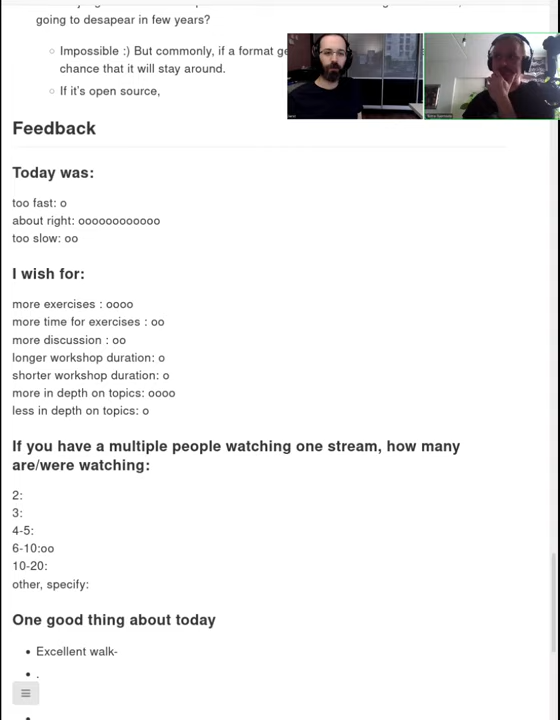 going to desapear in few years?
Impossible :) But commonly, if a format ge
chance that it will stay around.
If it's open source,
Feedback
Today was:
too fast: o
about right: oooooooooooo
too slow: oo
I wish for:
more exercises : oooo
more time for exercises : oo
more discussion : oo
longer workshop duration: o
shorter workshop duration: o
more in depth on topics: oooo
less in depth on topics: o
If you have a multiple people watching one stream, how many
are/were watching:
2:
3:
4-5:
6-10:oo
10-20:
other, specify:
One good thing about today
Excellent walk-
.